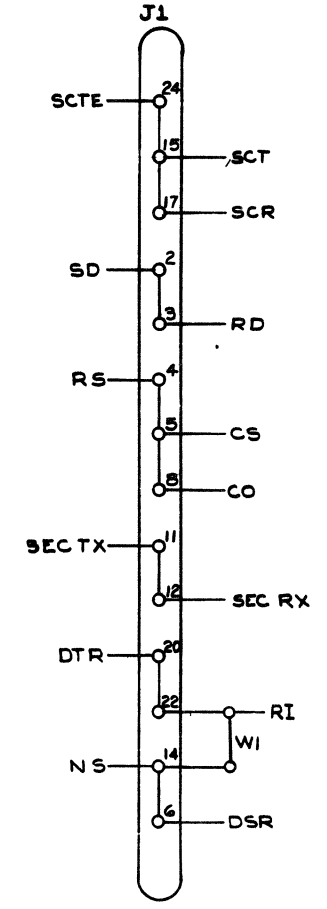 J1
SCTE 24
15 SCT
17 SCR
SD 2
3 RD
RS 4
5 CS
8 CO
SEC TX 11
12 SEC RX
DTR 20
22 RI
W1
NS 14
6 DSR